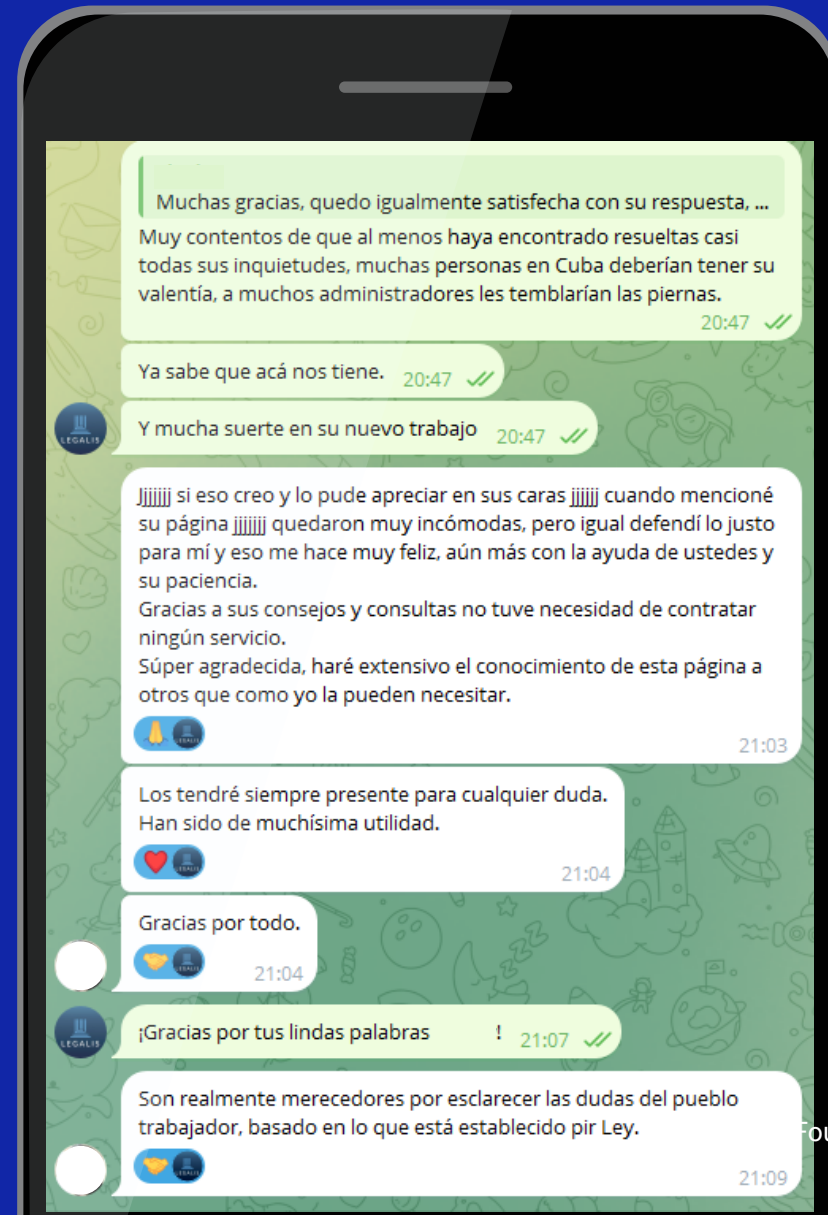 Muchas gracias, quedo igualmente satisfecha con su respuesta, ...
Muy contentos de que al menos haya encontrado resueltas casi
todas sus inquietudes, muchas personas en Cuba deberían tener su
valentía, a muchos administradores les temblarían las piernas.
20:47
Ya sabe que acá nos tiene. 20:47
LEGALIS
Y mucha suerte en su nuevo trabajo 20:47
Jjjjjjj si eso creo y lo pude apreciar en sus caras jjjjjj cuando mencioné
su página jjjjjjj quedaron muy incómodas, pero igual defendí lo justo
para mí y eso me hace muy feliz, aún más con la ayuda de ustedes y
su paciencia.
Gracias a sus consejos y consultas no tuve necesidad de contratar
ningún servicio.
Súper agradecida, haré extensivo el conocimiento de esta página a
otros que como yo la pueden necesitar.
21:03
Los tendré siempre presente para cualquier duda.
Han sido de muchísima utilidad.
21:04
Gracias por todo.
21:04
LEGALIS
¡Gracias por tus lindas palabras ! 21:07
Son realmente merecedores por esclarecer las dudas del pueblo
trabajador, basado en lo que está establecido pir Ley.
21:09